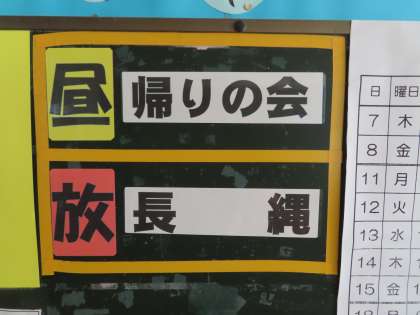 昼 帰りの会
放 長 縄
日 曜日
7 木
8 金
11 月
12 火
13 水
14 木
15 金